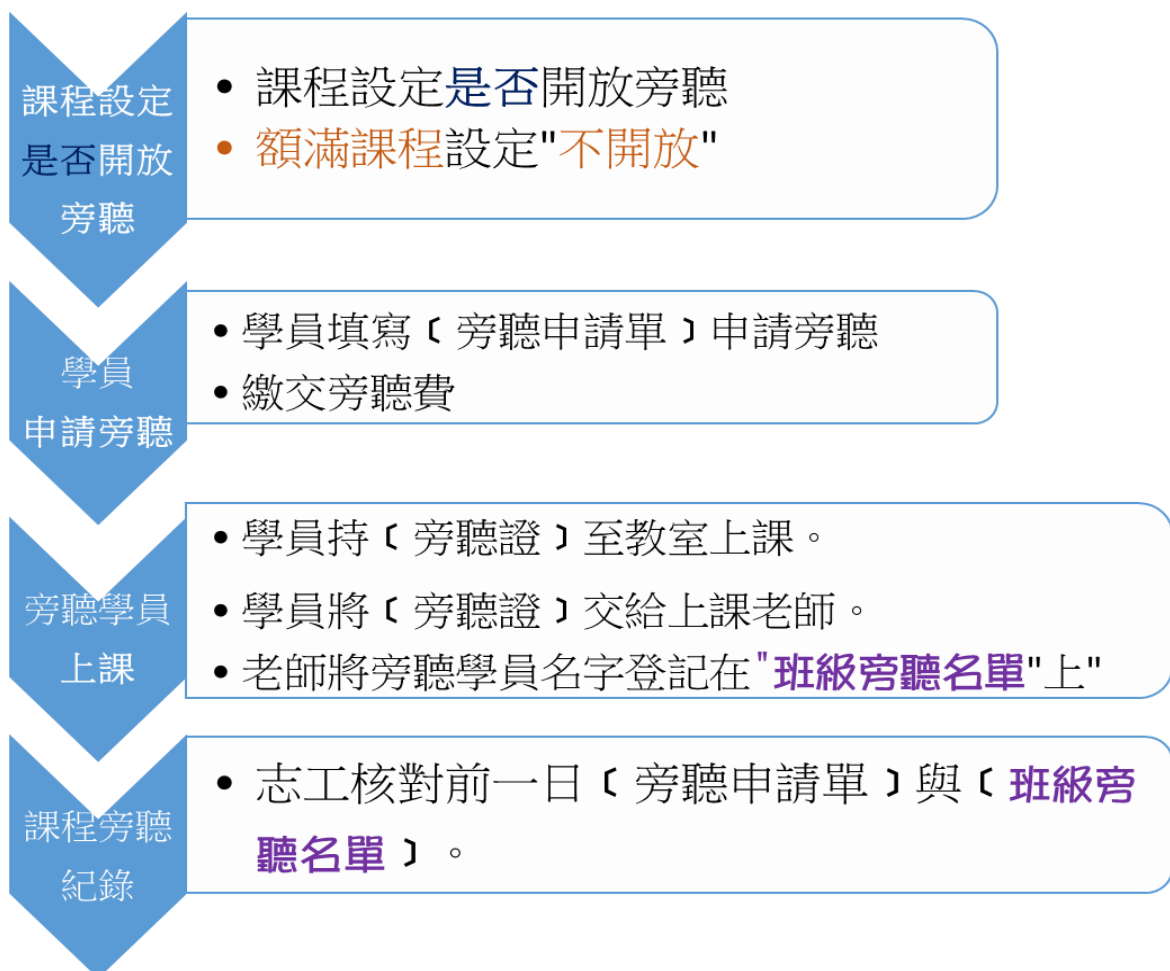 課程設定
是否開放
旁聽
• 課程設定是否開放旁聽
• 額滿課程設定"不開放"
學員
申請旁聽
• 學員填寫﹝旁聽申請單﹞申請旁聽
• 繳交旁聽費
旁聽學員
上課
• 學員持﹝旁聽證﹞至教室上課。
• 學員將﹝旁聽證﹞交給上課老師。
• 老師將旁聽學員名字登記在"班級旁聽名單"上"
課程旁聽
紀錄
• 志工核對前一日﹝旁聽申請單﹞與﹝班級旁
聽名單﹞。